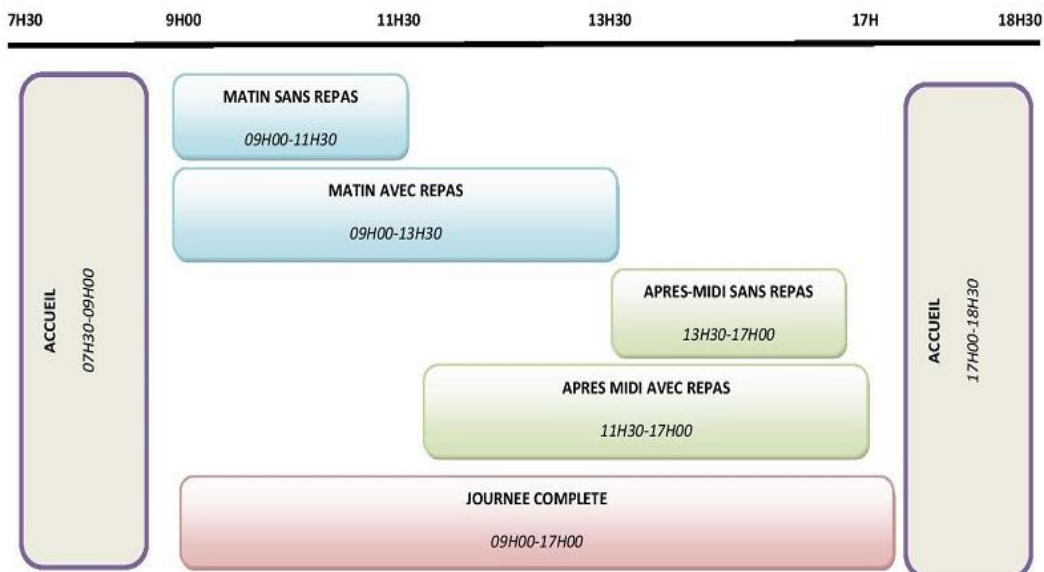 7H30 9H00 11H30 13H30 17H 18H30
ACCUEIL
07H30-09H00
MATIN SANS REPAS
09H00-11H30
MATIN AVEC REPAS
09H00-13H30
APRES-MIDI SANS REPAS
13H30-17H00
APRES MIDI AVEC REPAS
11H30-17H00
JOURNEE COMPLETE
09H00-17H00
ACCUEIL
17H00-18H30